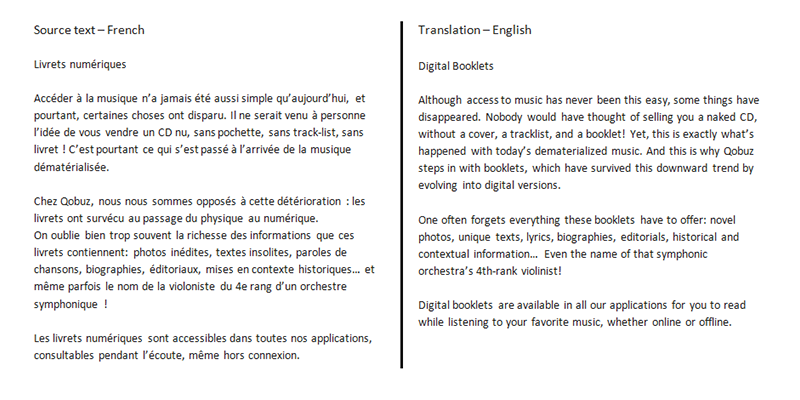 Source text – French
Livrets numériques
Accéder à la musique n’a jamais été aussi simple qu’aujourd’hui, et
pourtant, certaines choses ont disparu. Il ne serait venu à personne
l’idée de vous vendre un CD nu, sans pochette, sans track-list, sans
livret ! C’est pourtant ce qui s’est passé à l’arrivée de la musique
dématérialisée.
Chez Qobuz, nous nous sommes opposés à cette détérioration : les
livrets ont survécu au passage du physique au numérique.
On oublie bien trop souvent la richesse des informations que ces
livrets contiennent: photos inédites, textes insolites, paroles de
chansons, biographies, éditoriaux, mises en contexte historiques… et
même parfois le nom de la violoniste du 4e rang d’un orchestre
symphonique !
Les livrets numériques sont accessibles dans toutes nos applications,
consultables pendant l’écoute, même hors connexion.
Translation – English
Digital Booklets
Although access to music has never been this easy, some things have
disappeared. Nobody would have thought of selling you a naked CD,
without a cover, a tracklist, and a booklet! Yet, this is exactly what’s
happened with today’s dematerialized music. And this is why Qobuz
steps in with booklets, which have survived this downward trend by
evolving into digital versions.
One often forgets everything these booklets have to offer: novel
photos, unique texts, lyrics, biographies, editorials, historical and
contextual information… Even the name of that symphonic
orchestra’s 4th-rank violinist!
Digital booklets are available in all our applications for you to read
while listening to your favorite music, whether online or offline.